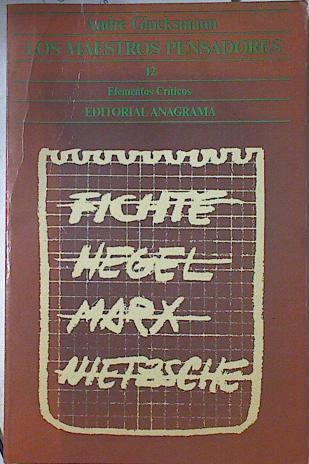 André Glucksmann
LOS MAESTROS PENSADORES
12
Elementos Críticos
EDITORIAL ANAGRAMA
FICHTE
HEGEL
MARX
NIETZSCHE